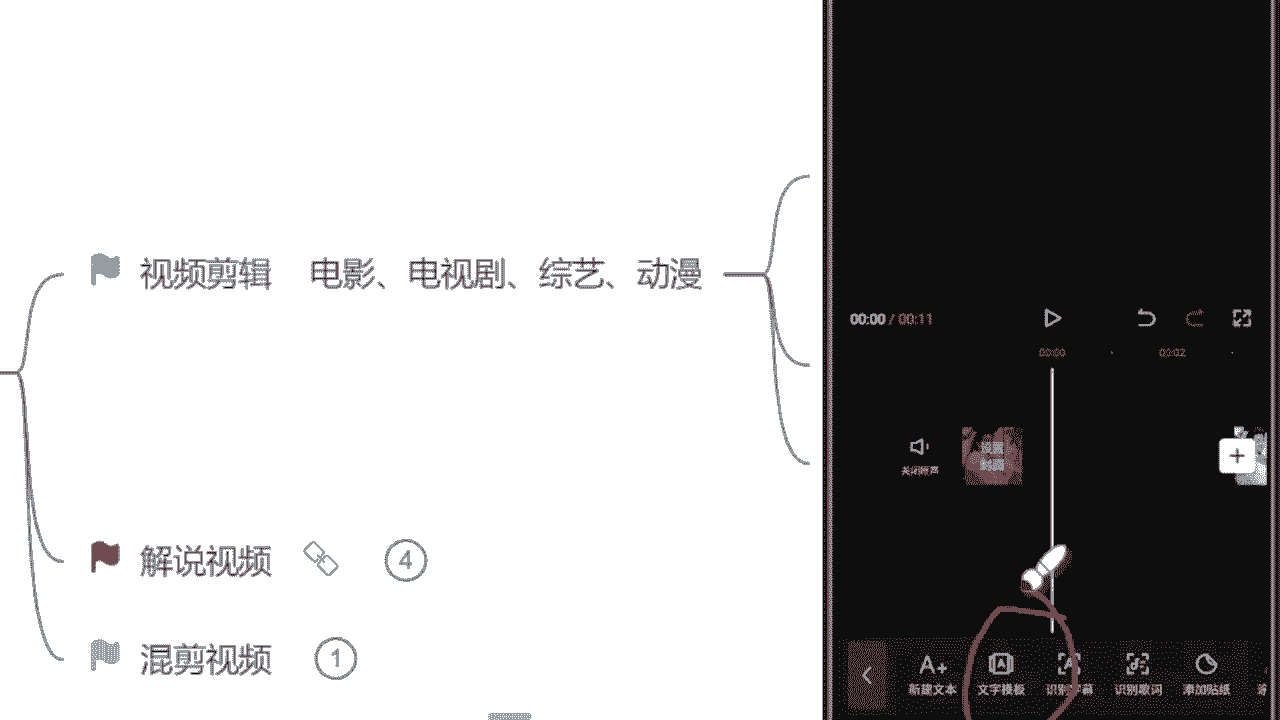 视频剪辑 电影、电视剧、综艺、动漫
解说视频 4
混剪视频 1
00:00 / 00:11
00:00 00:02
关闭原声 设置
封面
新建文本 文字模板 识别字幕 识别歌词 添加贴纸